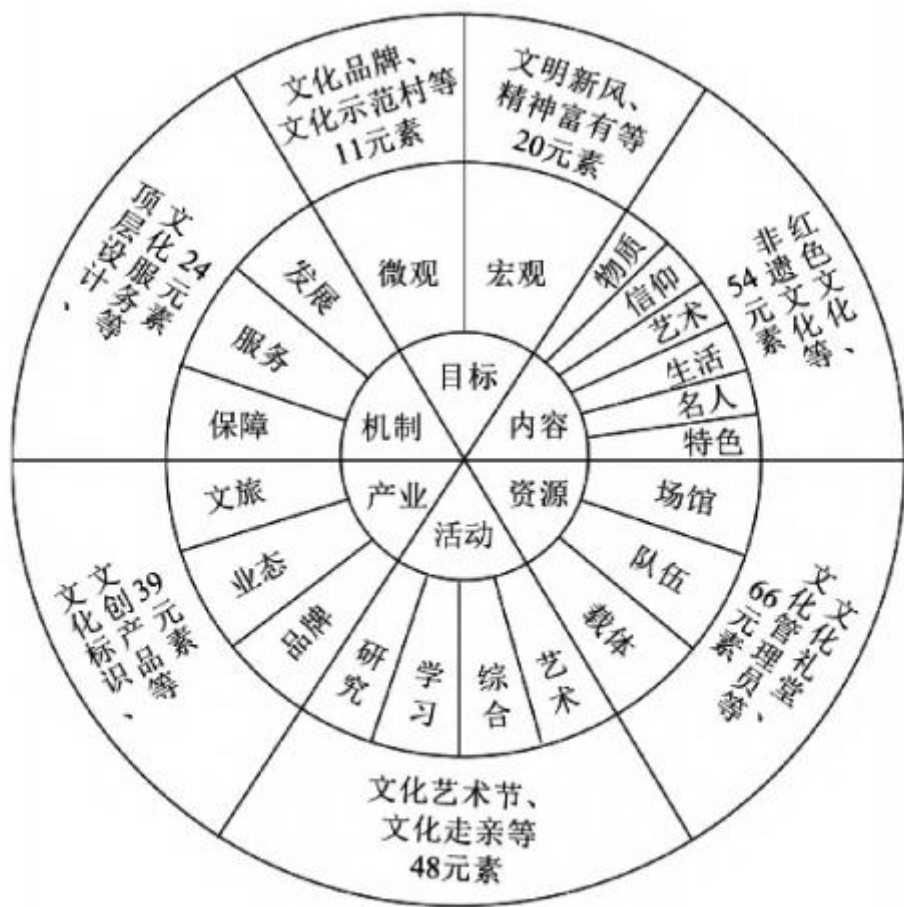 文化品牌、
文化示范村等
11元素
文明新风、
精神富有等
20元素
红色文化、
非遗文化等
54元素
文化礼堂、
文化管理员等
66元素
文化艺术节、
文化走亲等
48元素
文化标识、
文创产品等
39元素
顶层设计、
文化服务等
24元素
微观
宏观
物质
信仰
艺术
生活
名人
特色
场馆
队伍
载体
艺术
综合
学习
研究
品牌
业态
文旅
保障
服务
发展
目标
内容
资源
活动
产业
机制